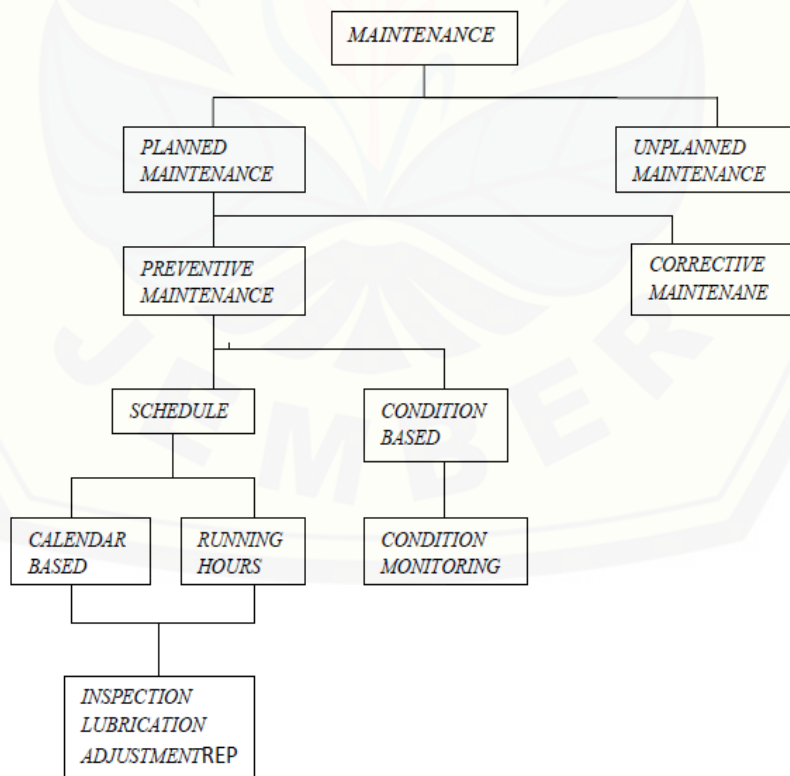 MAINTENANCE
PLANNED
MAINTENANCE
UNPLANNED
MAINTENANCE
PREVENTIVE
MAINTENANCE
CORRECTIVE
MAINTENANE
SCHEDULE
CONDITION
BASED
CALENDAR
BASED
RUNNING
HOURS
CONDITION
MONITORING
INSPECTION
LUBRICATION
ADJUSTMENTREP
JEMBER